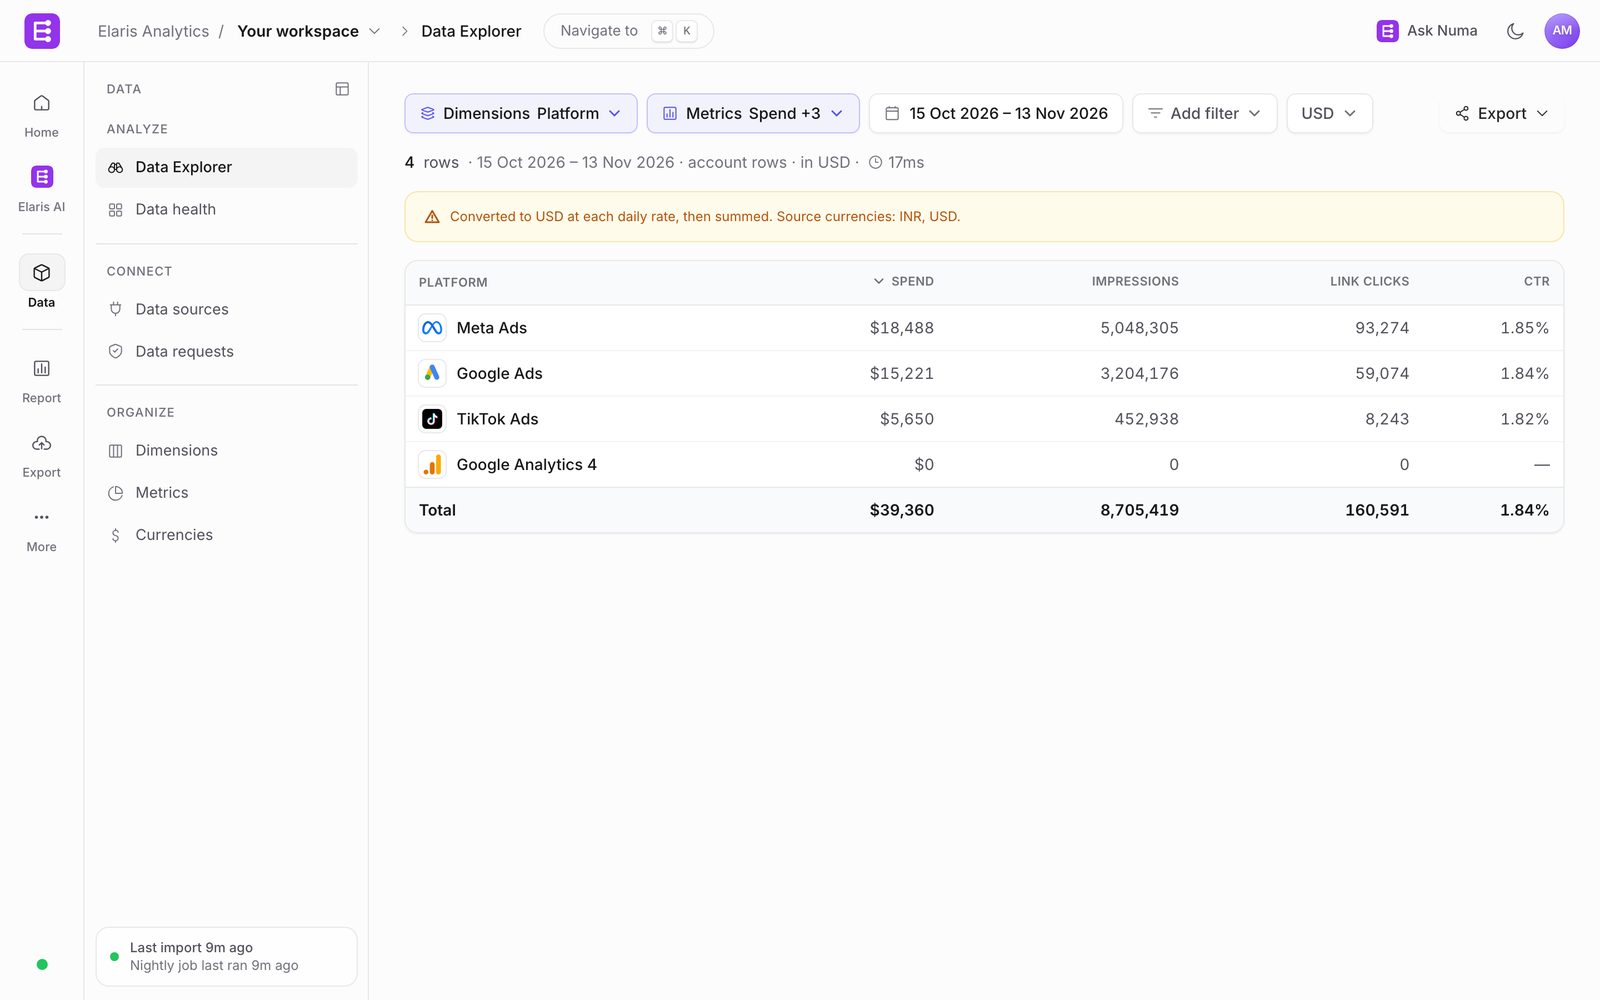 Elaris Analytics / Your workspace > Data Explorer
Navigate to ⌘ K
Ask Numa
AM
Home
Elaris AI
Data
Report
Export
More
DATA
ANALYZE
Data Explorer
Data health
CONNECT
Data sources
Data requests
ORGANIZE
Dimensions
Metrics
$ Currencies
Last import 9m ago
Nightly job last ran 9m ago
Dimensions Platform
Metrics Spend +3
15 Oct 2026 – 13 Nov 2026
Add filter
USD
Export
4 rows · 15 Oct 2026 – 13 Nov 2026 · account rows · in USD · 17ms
Converted to USD at each daily rate, then summed. Source currencies: INR, USD.
PLATFORM SPEND IMPRESSIONS LINK CLICKS CTR
Meta Ads $18,488 5,048,305 93,274 1.85%
Google Ads $15,221 3,204,176 59,074 1.84%
TikTok Ads $5,650 452,938 8,243 1.82%
Google Analytics 4 $0 0 0 —
Total $39,360 8,705,419 160,591 1.84%